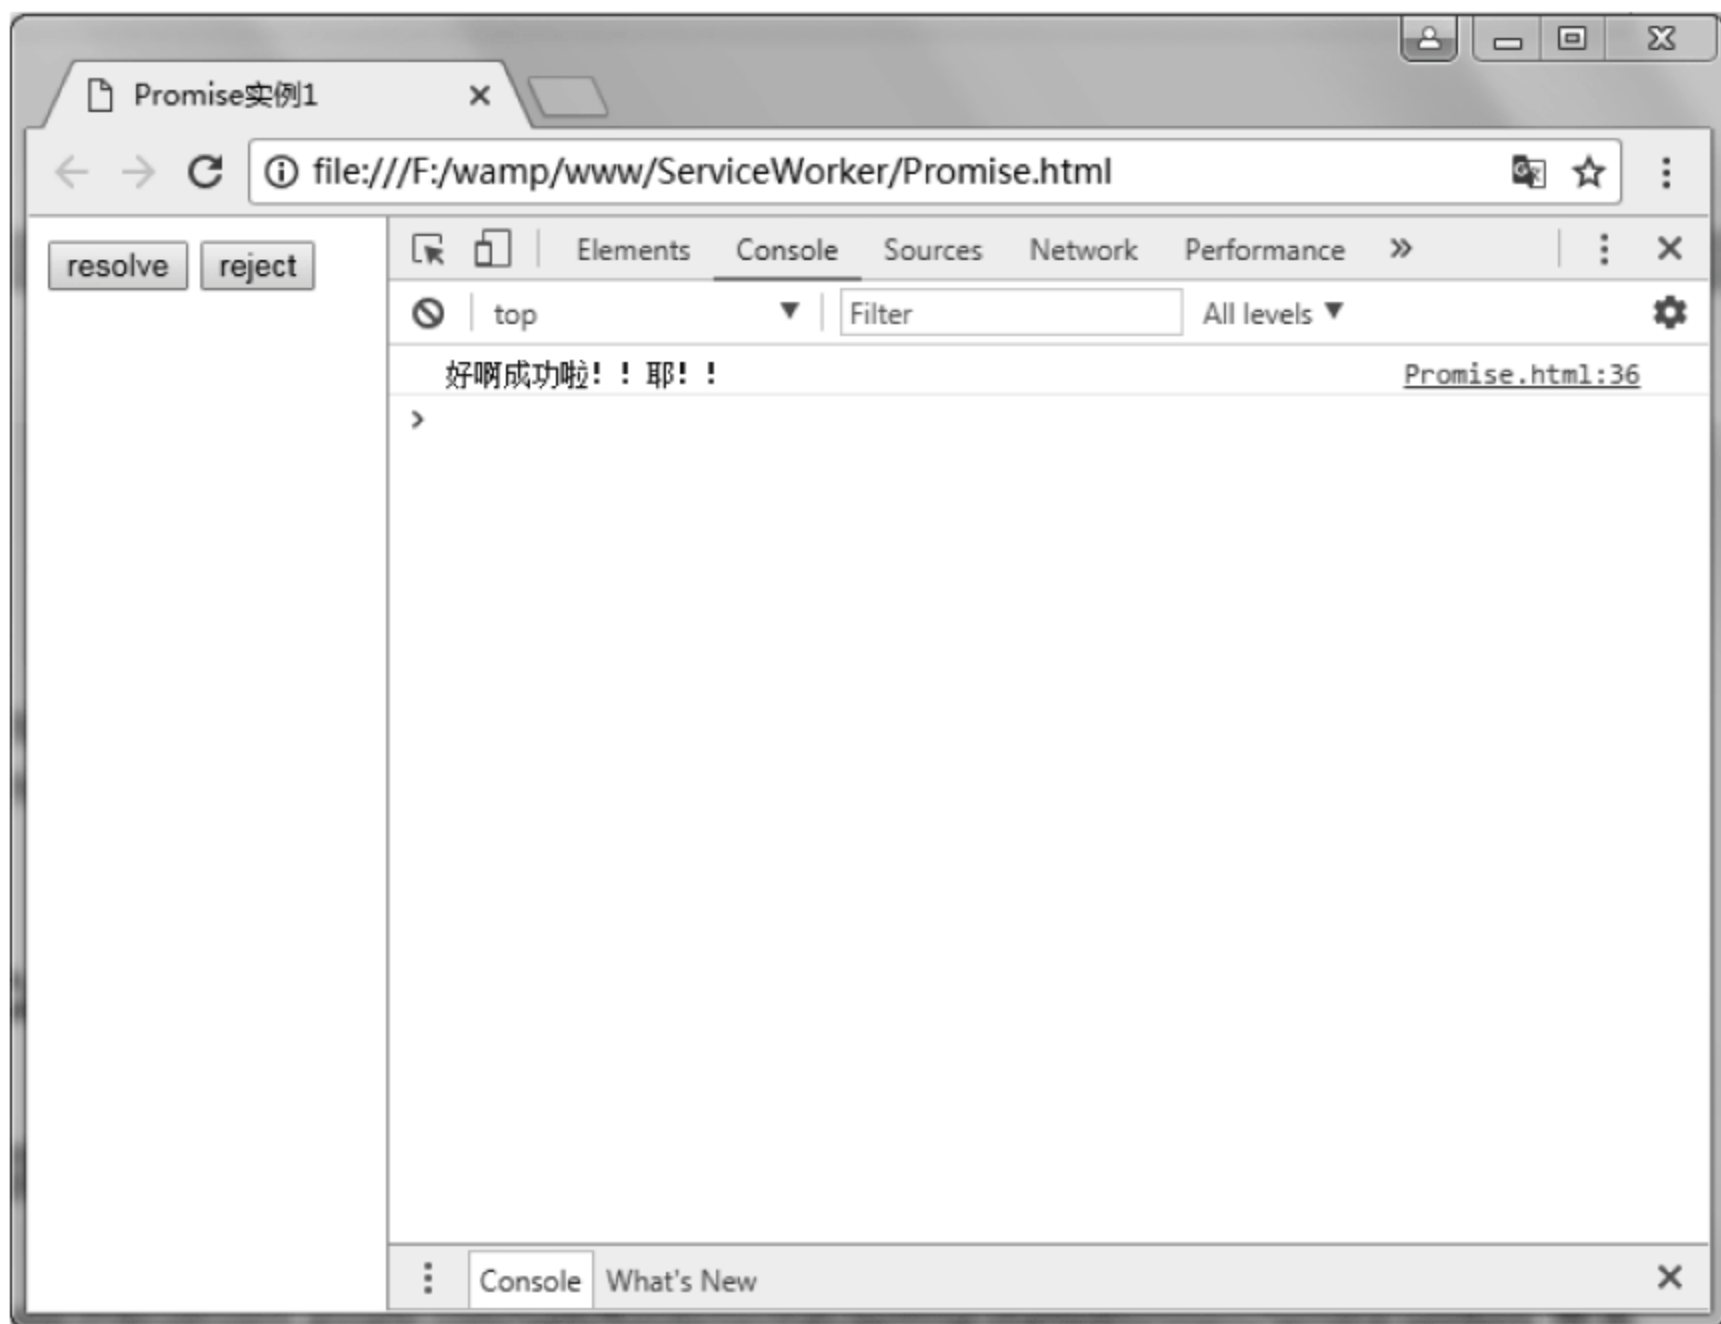 Promise实例1
file:///F:/wamp/www/ServiceWorker/Promise.html
resolve reject
Elements Console Sources Network Performance »
top Filter All levels
好啊成功啦！！耶！！ Promise.html:36
>
Console What's New